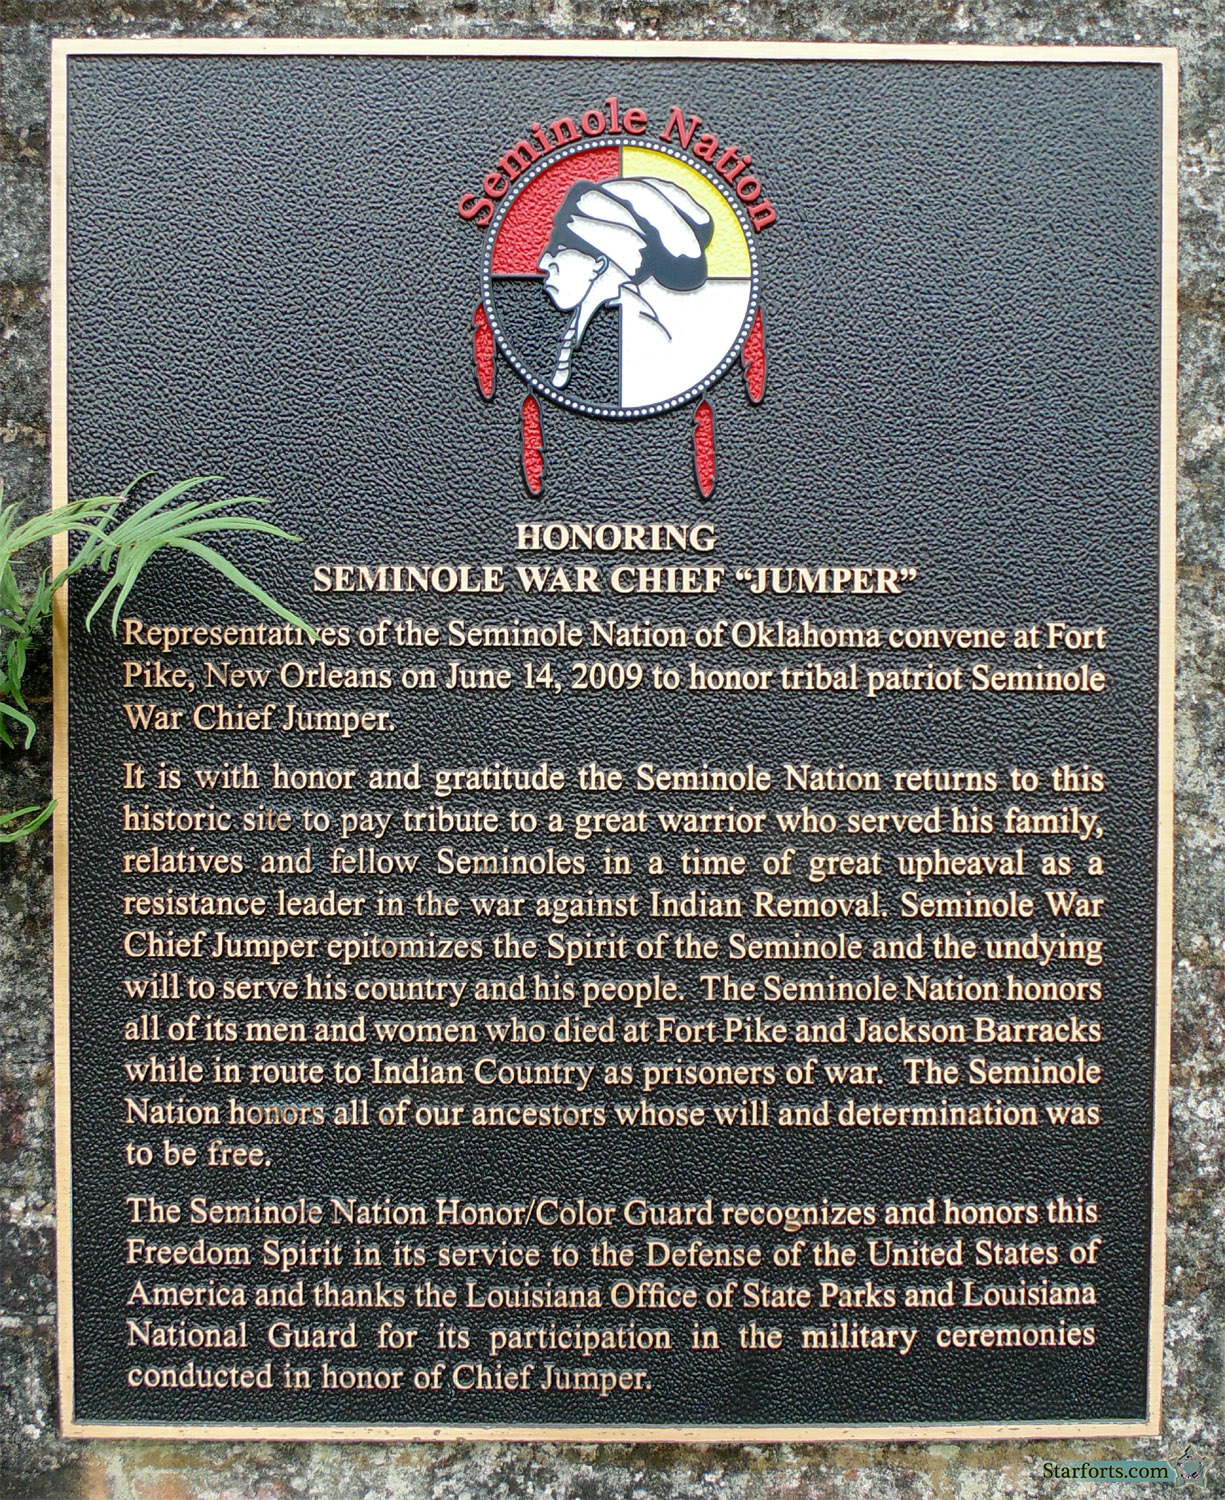 Seminole Nation
HONORING
SEMINOLE WAR CHIEF “JUMPER”
Representatives of the Seminole Nation of Oklahoma convene at Fort
Pike, New Orleans on June 14, 2009 to honor tribal patriot Seminole
War Chief Jumper.
It is with honor and gratitude the Seminole Nation returns to this
historic site to pay tribute to a great warrior who served his family,
relatives and fellow Seminoles in a time of great upheaval as a
resistance leader in the war against Indian Removal. Seminole War
Chief Jumper epitomizes the Spirit of the Seminole and the undying
will to serve his country and his people. The Seminole Nation honors
all of its men and women who died at Fort Pike and Jackson Barracks
while in route to Indian Country as prisoners of war. The Seminole
Nation honors all of our ancestors whose will and determination was
to be free.
The Seminole Nation Honor/Color Guard recognizes and honors this
Freedom Spirit in its service to the Defense of the United States of
America and thanks the Louisiana Office of State Parks and Louisiana
National Guard for its participation in the military ceremonies
conducted in honor of Chief Jumper.
Starforts.com